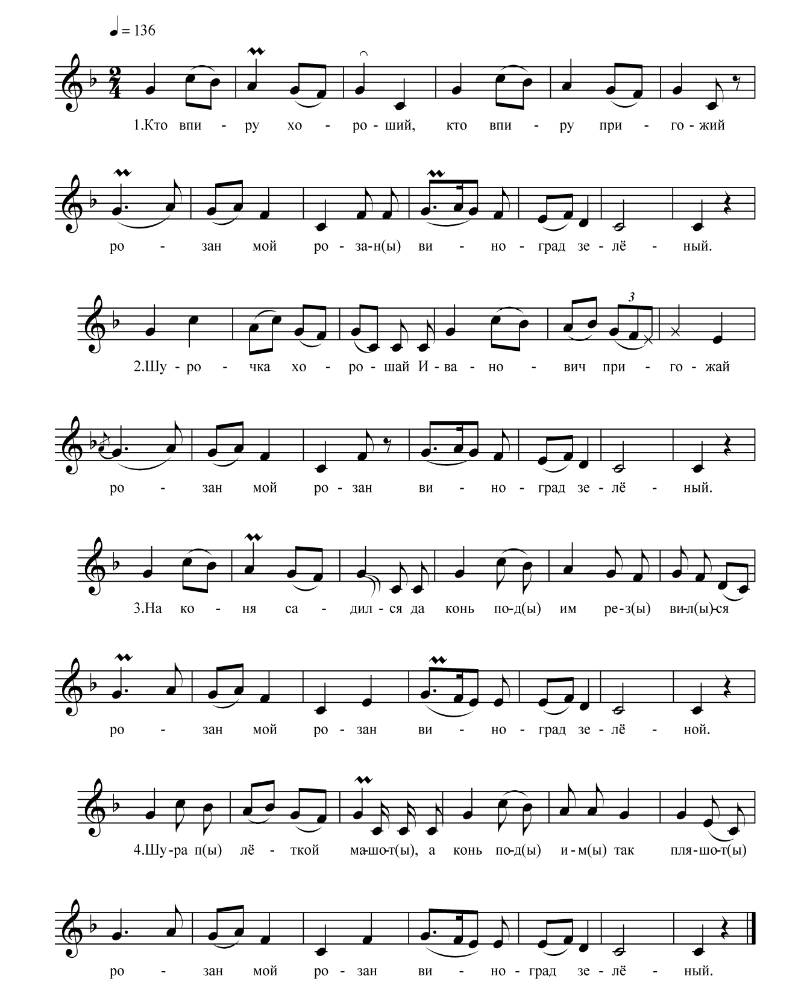 ♩ = 136
1.Кто впи - ру хо - ро - ший, кто впи - ру при - го - жий
ро - зан мой ро - за-н(ы) ви - но - град зе - лё - ный.
2.Шу - ро - чка хо - ро - шай И - ва - но - вич при - го - жай
3
ро - зан мой ро - зан ви - но - град зе - лё - ный.
3.На ко - ня са - дил - ся да конь по-д(ы) им ре-з(ы) ви-л(ы)-ся
ро - зан мой ро - зан ви - но - град зе - лё - ной.
4.Шу-ра п(ы) лё - ткой ма-шо-т(ы), а конь по-д(ы) и-м(ы) так пля-шо-т(ы)
ро - зан мой ро - зан ви - но - град зе - лё - ный.